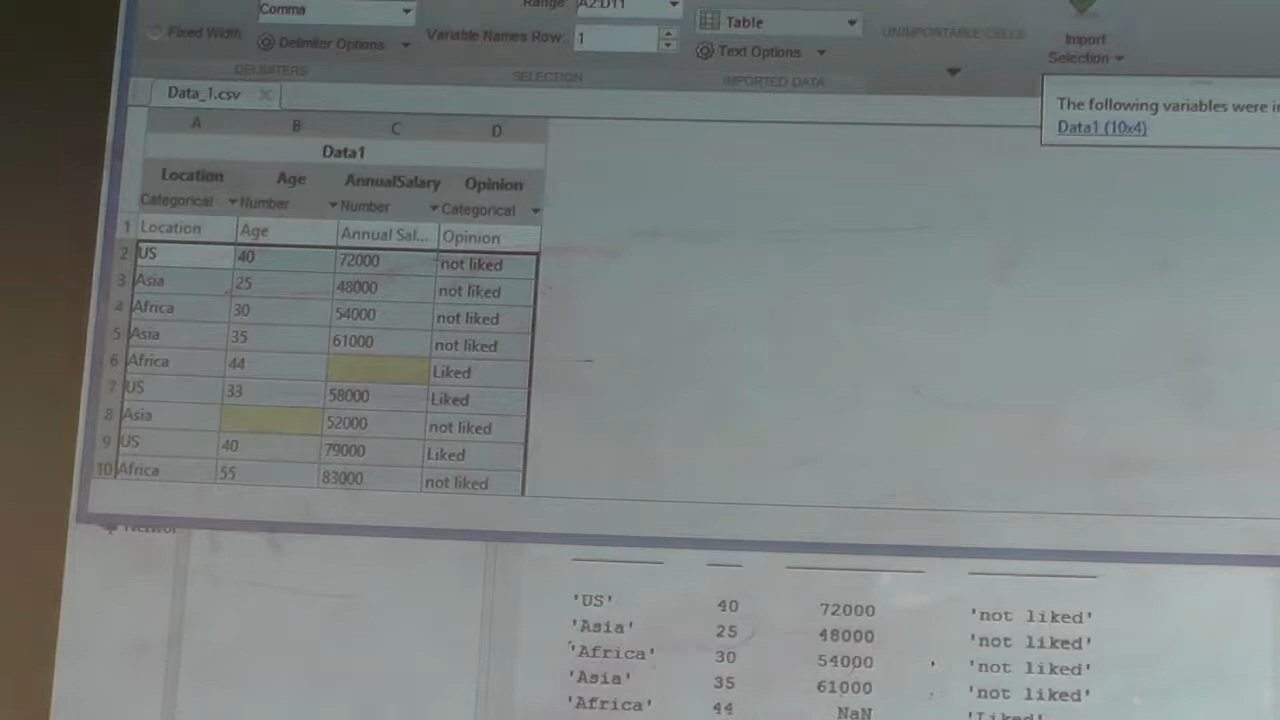 Comma Range: A2:D11 Table
Fixed Width Delimiter Options Variable Names Row: 1 Text Options UNIMPORTABLE CELLS Import Selection
DELIMITERS SELECTION IMPORTED DATA
Data_1.csv
The following variables were i
Data1 (10x4)
A B C D
Data1
Location Age AnnualSalary Opinion
Categorical Number Number Categorical
1 Location Age Annual Sal... Opinion
2 US 40 72000 not liked
3 Asia 25 48000 not liked
4 Africa 30 54000 not liked
5 Asia 35 61000 not liked
6 Africa 44 Liked
7 US 33 58000 Liked
8 Asia 52000 not liked
9 US 40 79000 Liked
10 Africa 55 83000 not liked
'US' 40 72000 'not liked'
'Asia' 25 48000 'not liked'
'Africa' 30 54000 'not liked'
'Asia' 35 61000 'not liked'
'Africa' 44 NaN 'Liked'